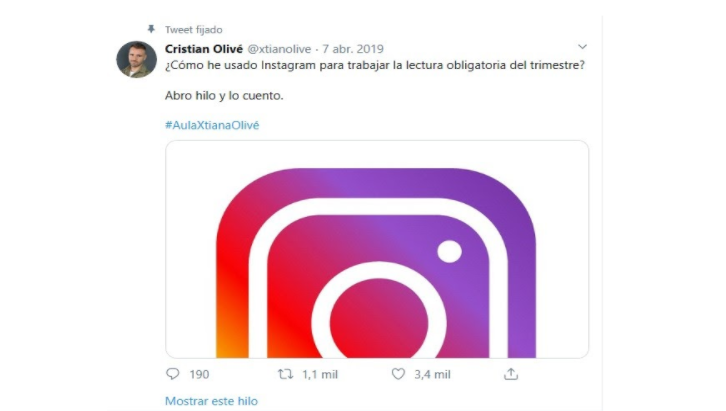 Tweet fijado
Cristian Olivé @xtianolive · 7 abr. 2019
¿Cómo he usado Instagram para trabajar la lectura obligatoria del trimestre?
Abro hilo y lo cuento.
#AulaXtianaOlivé
190 1,1 mil 3,4 mil
Mostrar este hilo